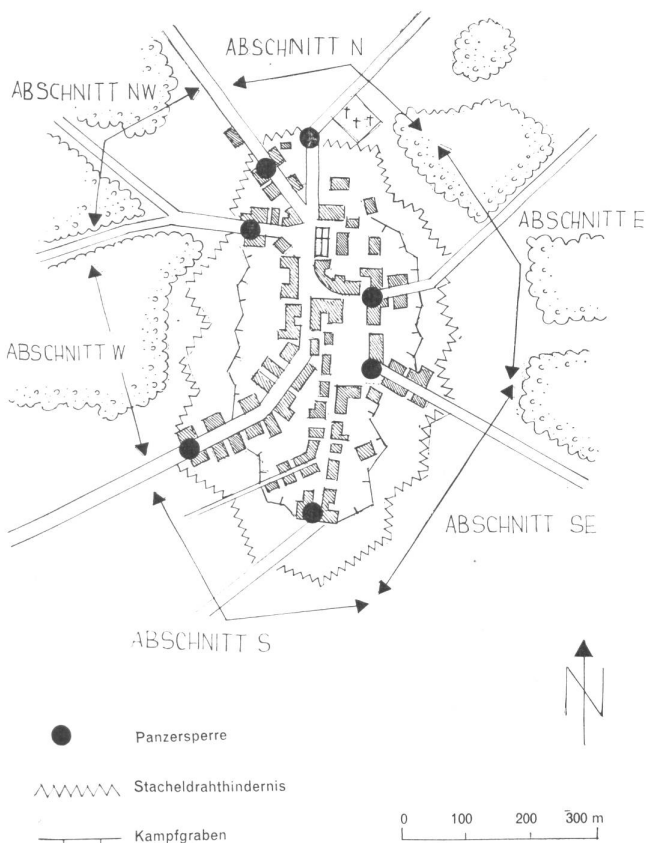 ABSCHNITT N
ABSCHNITT NW
ABSCHNITT E
ABSCHNITT W
ABSCHNITT SE
ABSCHNITT S
N
Panzersperre
Stacheldrahthindernis
Kampfgraben
0 100 200 300 m